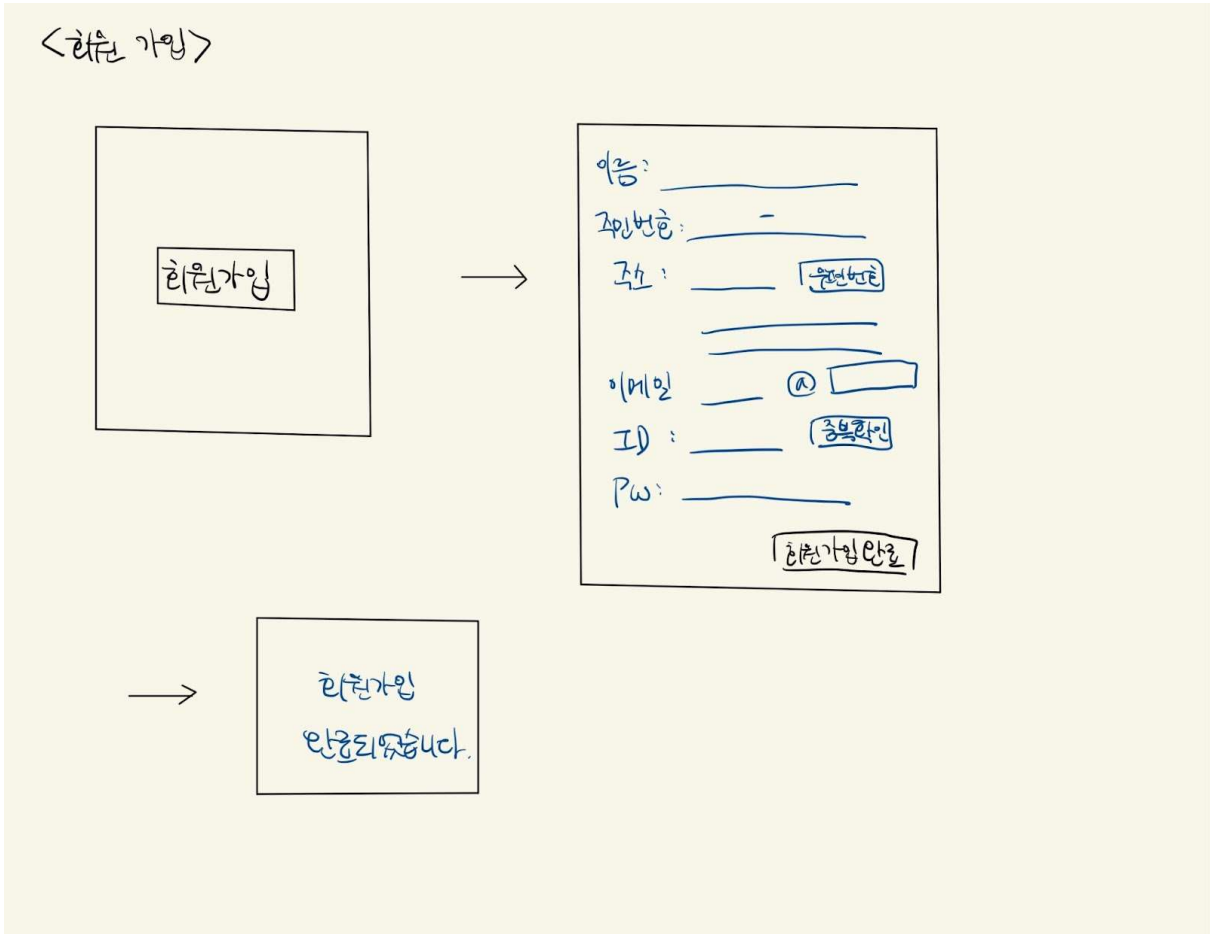 <회원 가입>
회원가입
이름:
주민번호: -
주소: 우편번호
이메일 @
ID: 중복확인
PW:
회원가입 완료
회원가입
완료되었습니다.